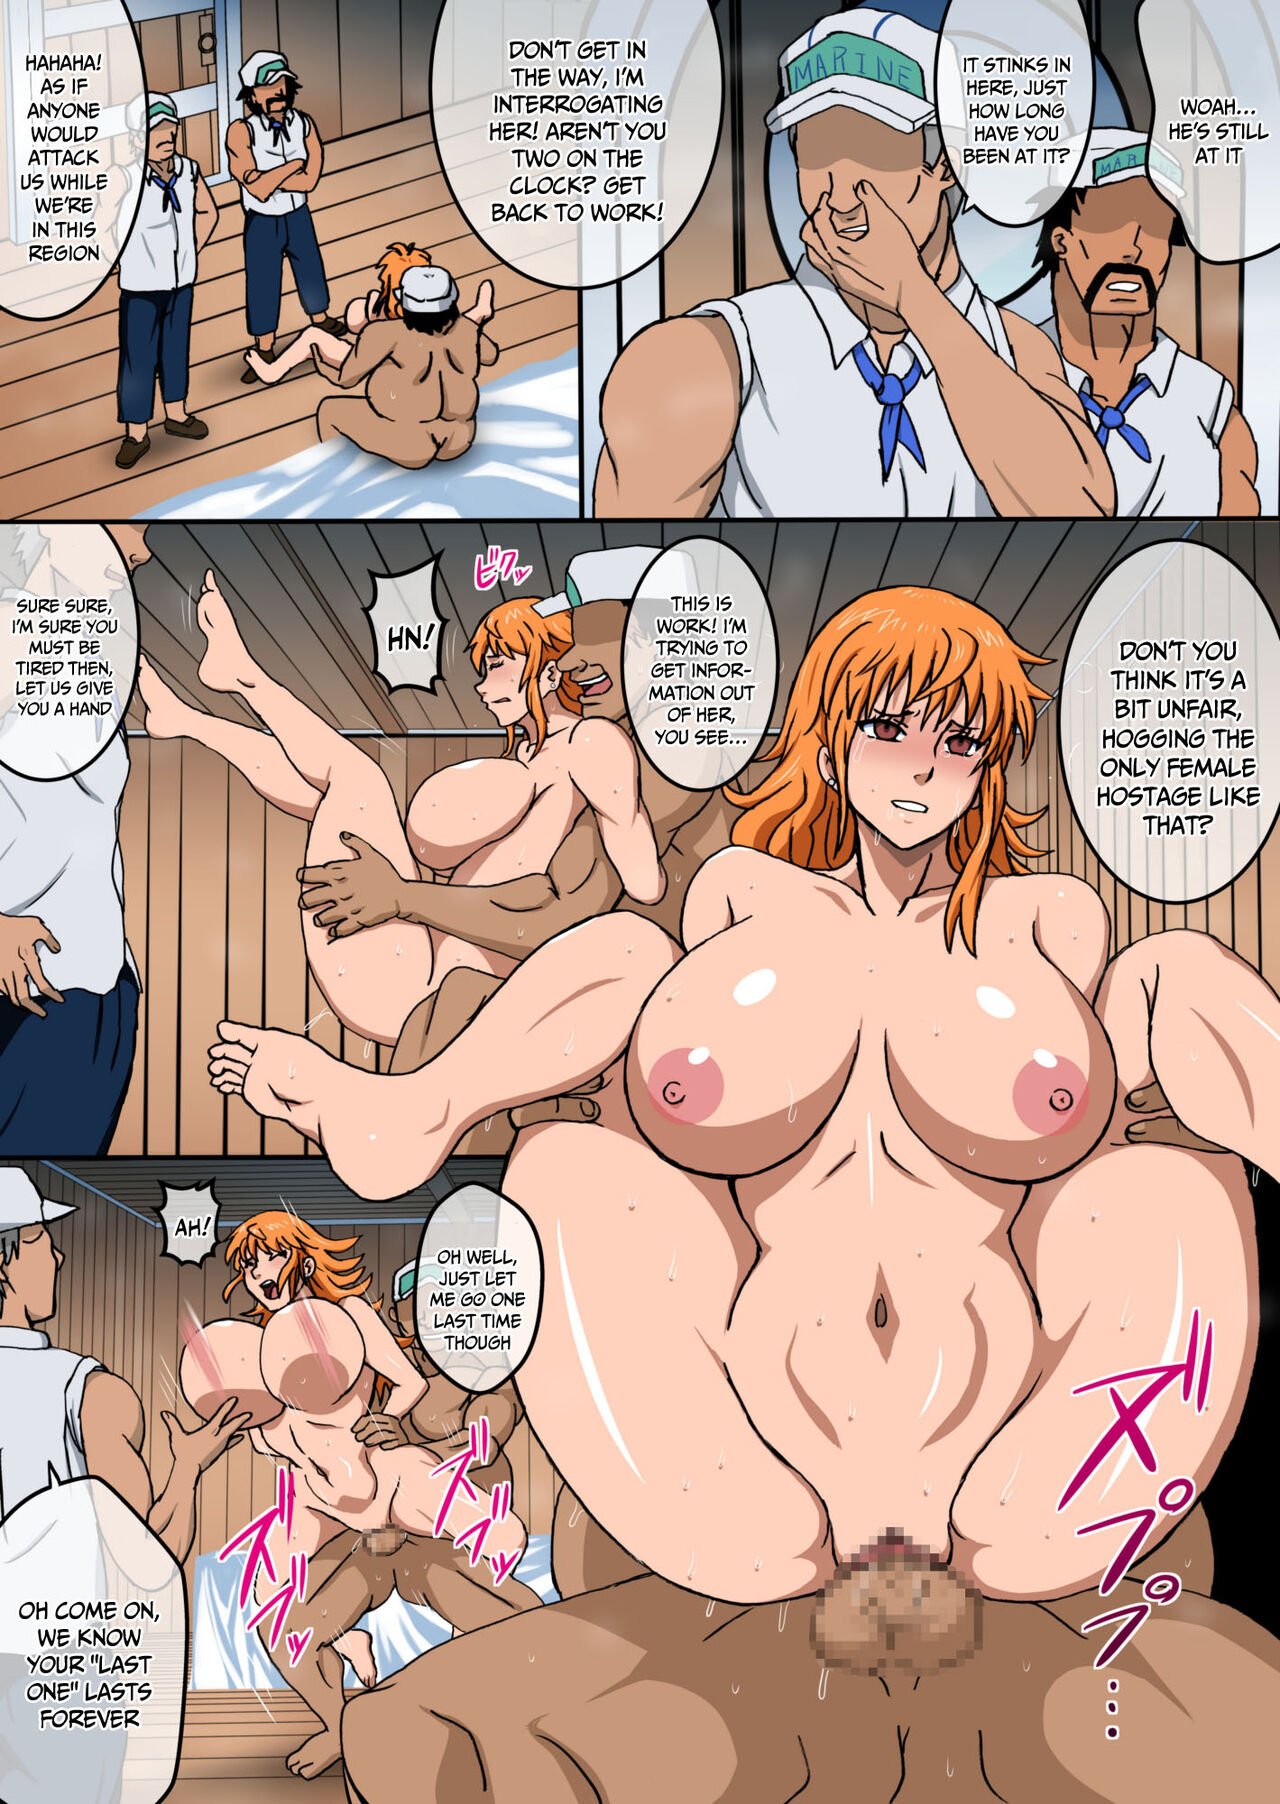 WOAH...
HE'S STILL
AT IT
IT STINKS IN
HERE, JUST
HOW LONG
HAVE YOU
BEEN AT IT?
MARINE
MARINE
DON'T GET IN
THE WAY, I'M
INTERROGATING
HER! AREN'T YOU
TWO ON THE
CLOCK? GET
BACK TO WORK!
HAHAHA!
AS IF
ANYONE
WOULD
ATTACK
US WHILE
WE'RE
IN THIS
REGION
DON'T YOU
THINK IT'S A
BIT UNFAIR,
HOGGING THE
ONLY FEMALE
HOSTAGE LIKE
THAT?
THIS IS
WORK! I'M
TRYING TO
GET INFOR-
MATION OUT
OF HER,
YOU SEE...
ビクッ
HN!
SURE SURE,
I'M SURE YOU
MUST BE
TIRED THEN,
LET US GIVE
YOU A HAND
ズププ...
OH WELL,
JUST LET
ME GO ONE
LAST TIME
THOUGH
AH!
ズブッ
ズブッ
OH COME ON,
WE KNOW
YOUR "LAST
ONE" LASTS
FOREVER